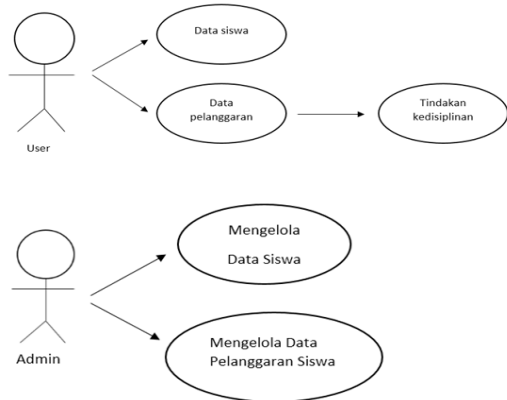 Data siswa
Data
pelanggaran
Tindakan
kedisiplinan
User
Mengelola
Data Siswa
Mengelola Data
Pelanggaran Siswa
Admin